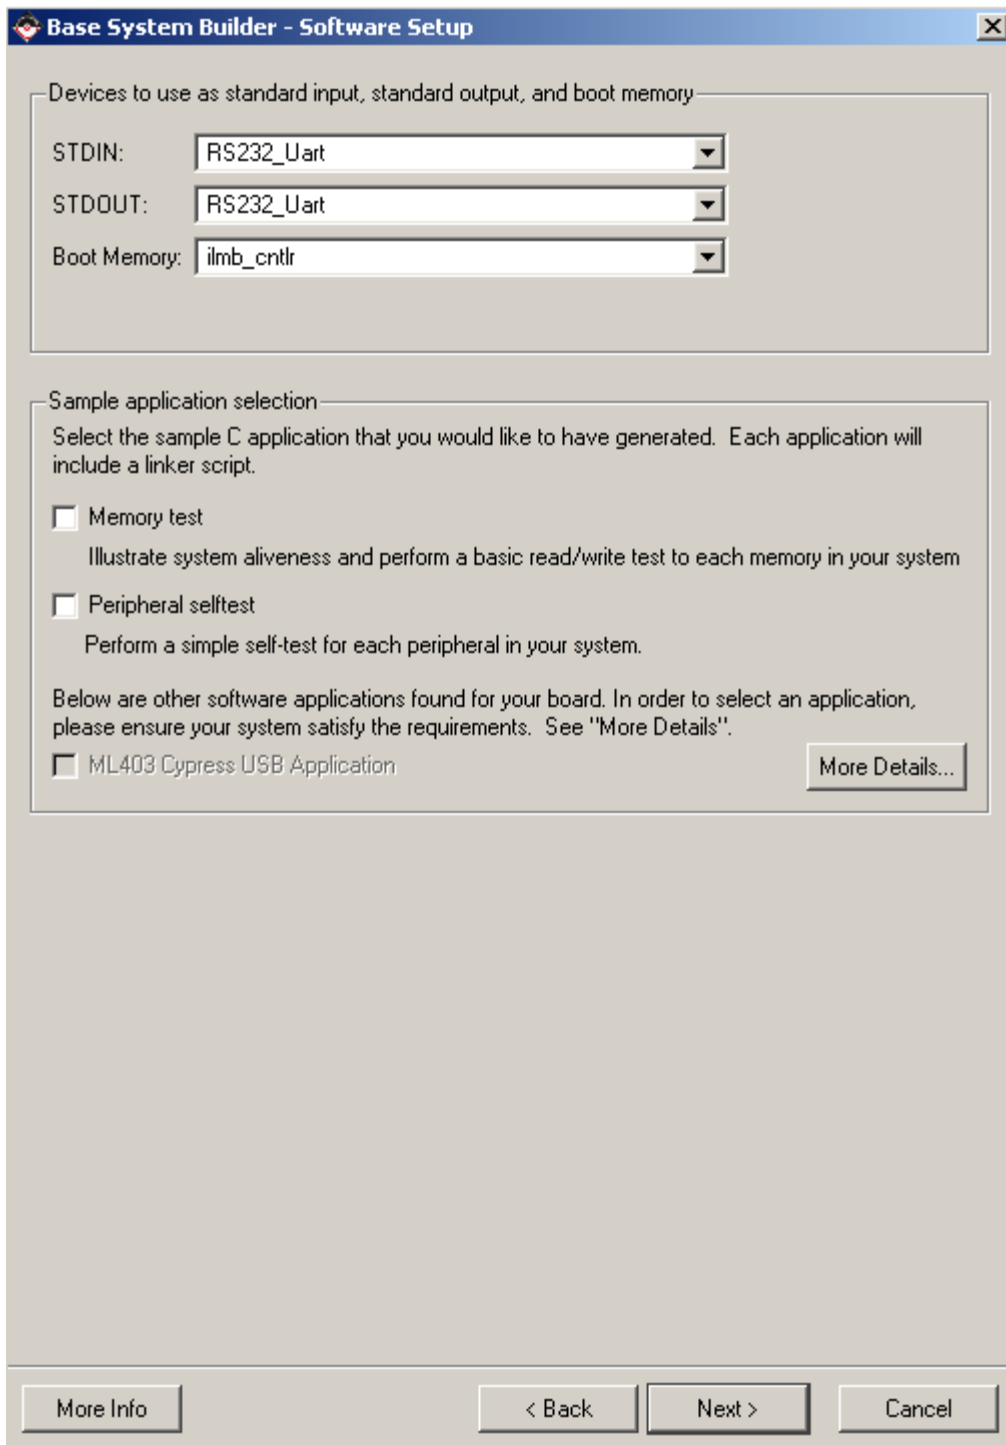 Base System Builder - Software Setup
Devices to use as standard input, standard output, and boot memory
STDIN: RS232_Uart
STDOUT: RS232_Uart
Boot Memory: ilmb_cntlr
Sample application selection
Select the sample C application that you would like to have generated. Each application will
include a linker script.
Memory test
Illustrate system aliveness and perform a basic read/write test to each memory in your system
Peripheral selftest
Perform a simple self-test for each peripheral in your system.
Below are other software applications found for your board. In order to select an application,
please ensure your system satisfy the requirements. See "More Details".
ML403 Cypress USB Application
More Details...
More Info < Back Next > Cancel